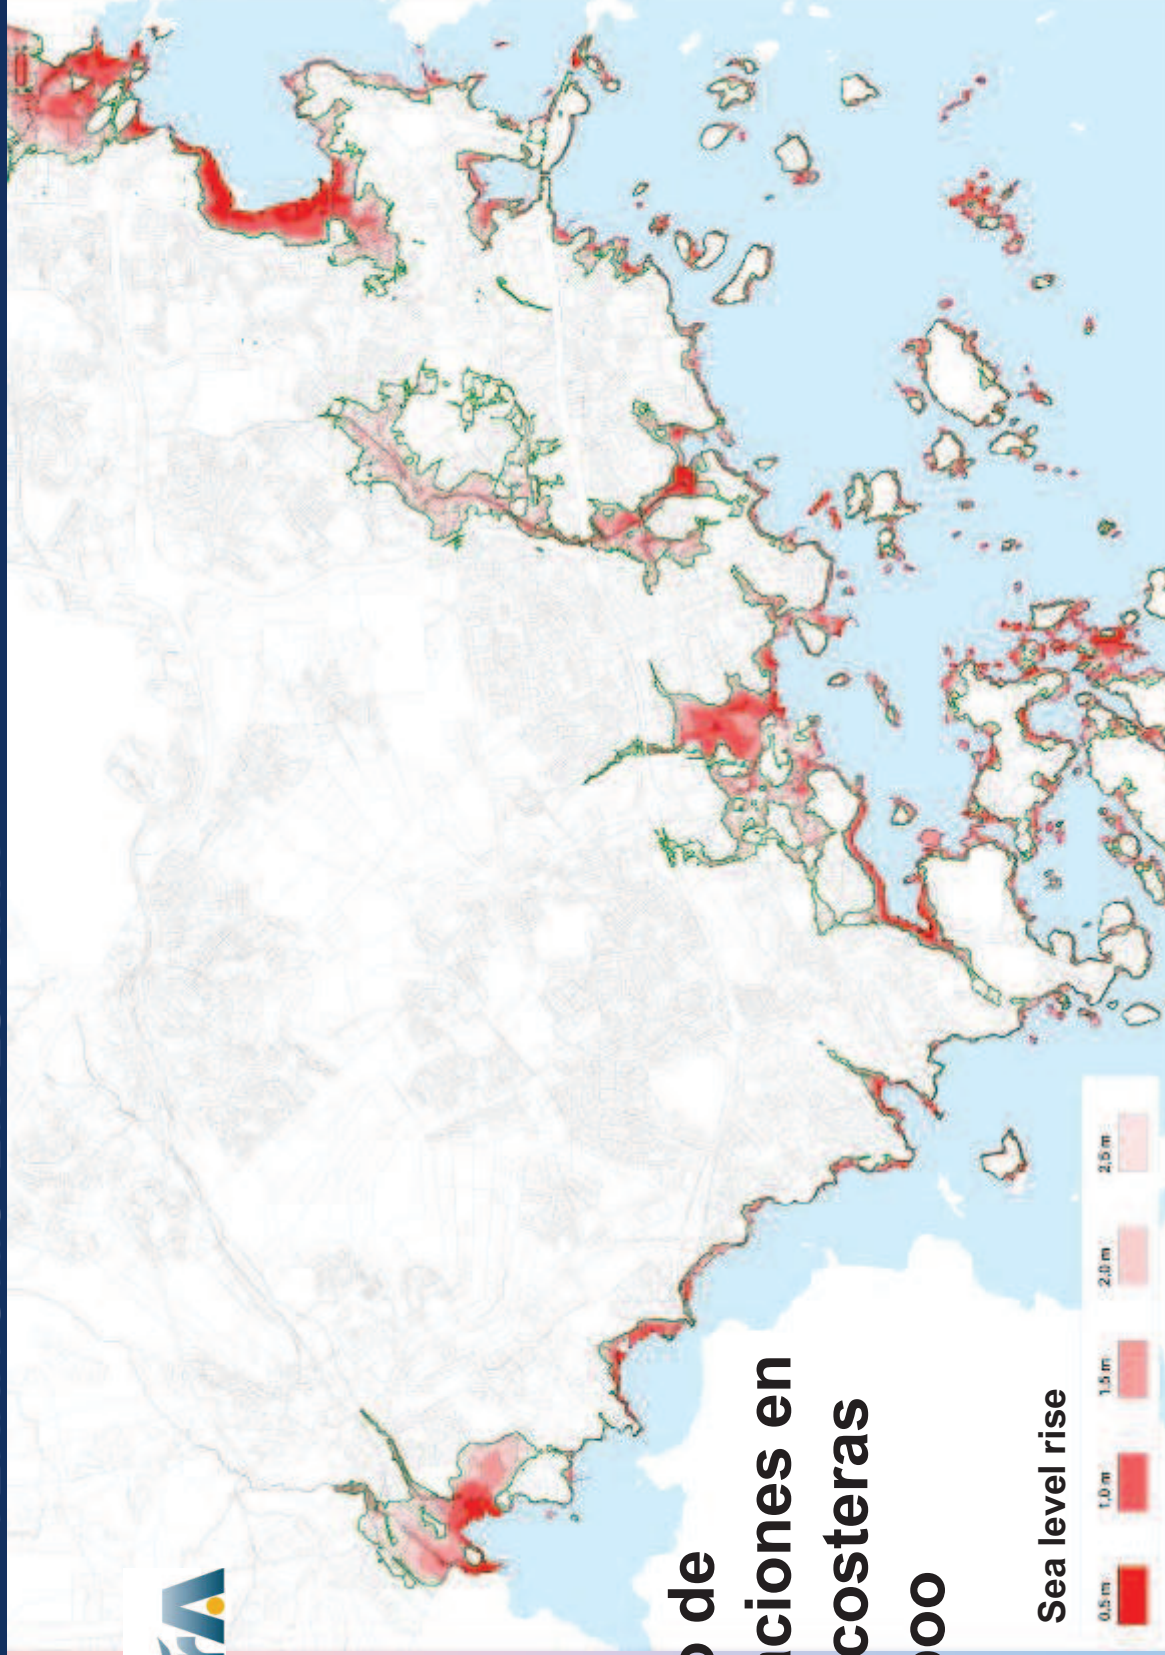 o de
aciones en
costeras
oo
Sea level rise
0,5 m 1,0 m 1,5 m 2,0 m 2,5 m